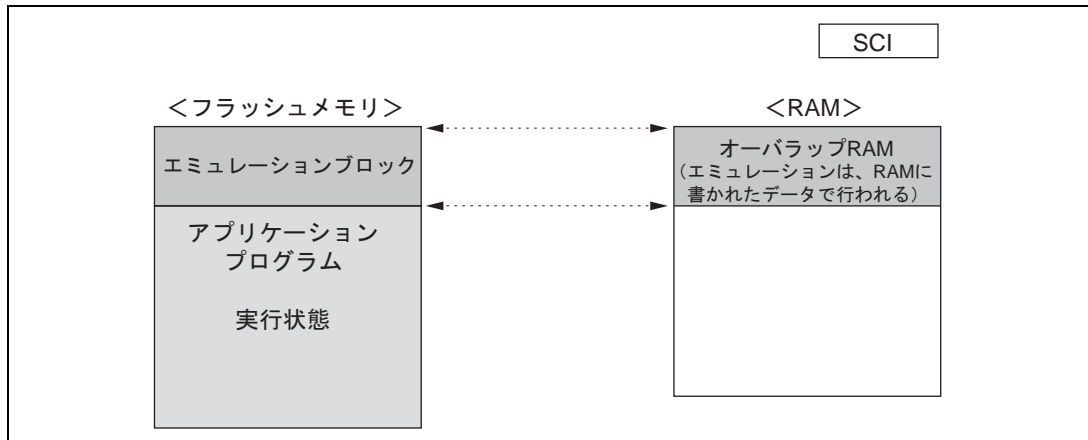 SCI
＜フラッシュメモリ＞
エミュレーションブロック
アプリケーション
プログラム
実行状態
＜RAM＞
オーバラップRAM
（エミュレーションは、RAMに
書かれたデータで行われる）